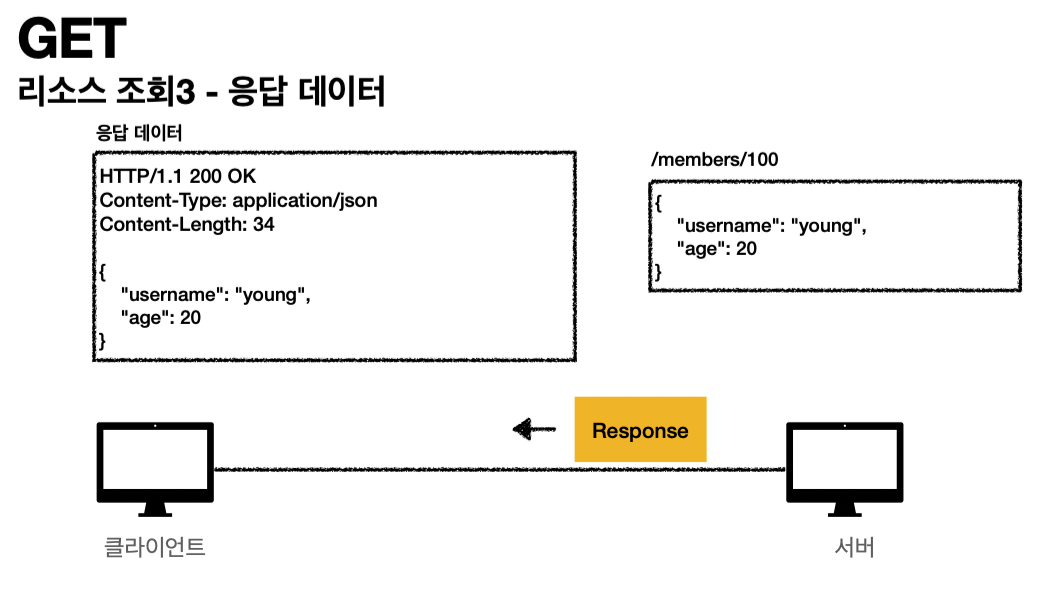 GET
리소스 조회3 - 응답 데이터
응답 데이터
HTTP/1.1 200 OK
Content-Type: application/json
Content-Length: 34
{
"username": "young",
"age": 20
}
/members/100
{
"username": "young",
"age": 20
}
Response
클라이언트
서버